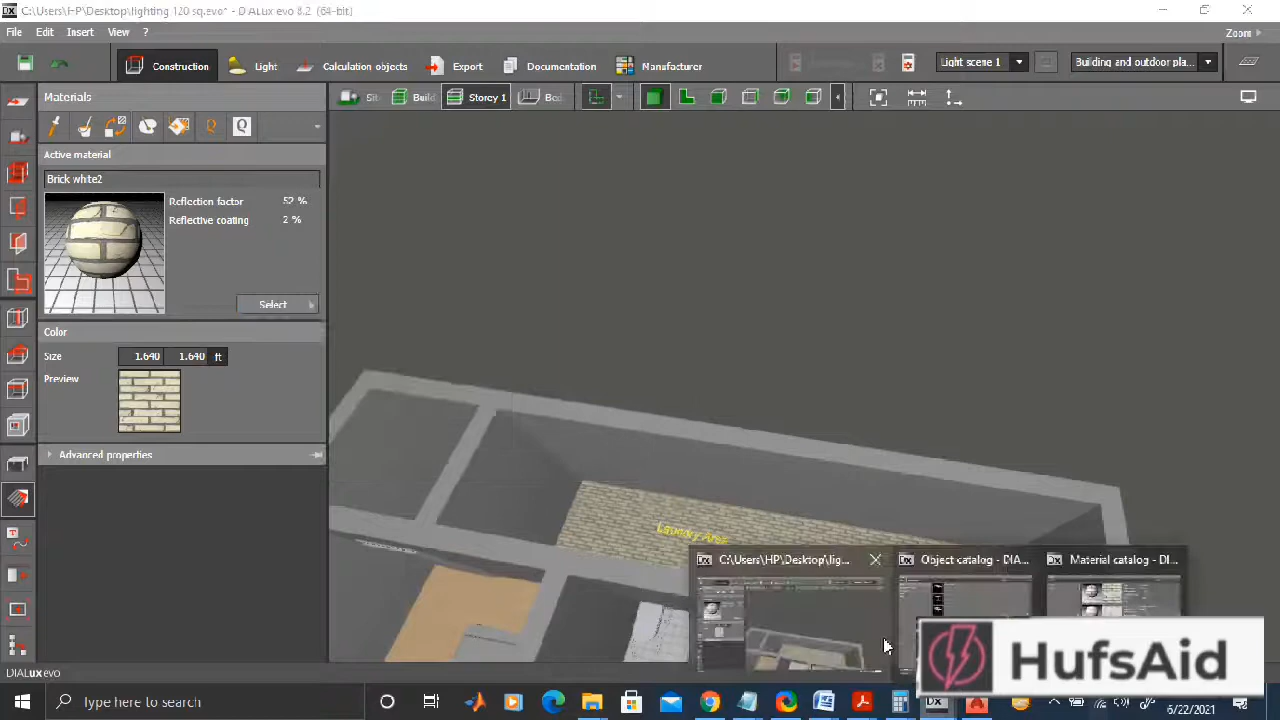 C:\Users\HP\Desktop\lighting 120 sq.evo* - DIALux evo 8.2 (64-bit)
File Edit Insert View ?
Zoom
Construction Light Calculation objects Export Documentation Manufacturer Light scene 1 Building and outdoor pla...
Materials
Sit Build Storey 1
Active material
Brick white2
Reflection factor 52 %
Reflective coating 2 %
Select
Color
Size 1.640 1.640 ft
Preview
Advanced properties
Laundry Area
C:\Users\HP\Desktop\lig... Object catalog - DIA... Material catalog - DI...
HufsAid
DIALux evo
Type here to search
6/22/2021